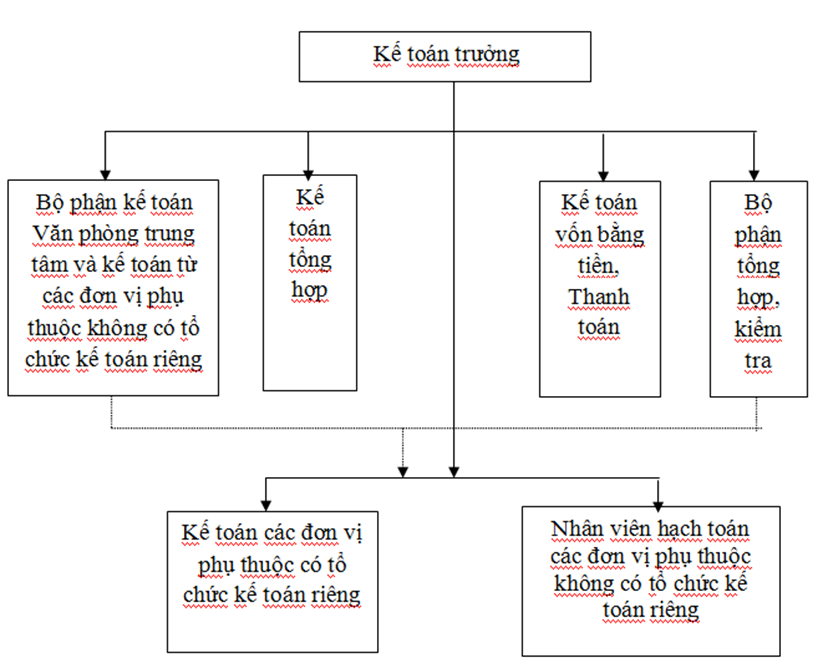 Kế toán trưởng
Bộ phận kế toán
Văn phòng trung
tâm và kế toán từ
các đơn vị phụ
thuộc không có tổ
chức kế toán riêng
Kế
toán
tổng
hợp
Kế toán
vốn bằng
tiền,
Thanh
toán
Bộ
phận
tổng
hợp,
kiểm
tra
Kế toán các đơn vị
phụ thuộc có tổ
chức kế toán riêng
Nhân viên hạch toán
các đơn vị phụ thuộc
không có tổ chức kế
toán riêng